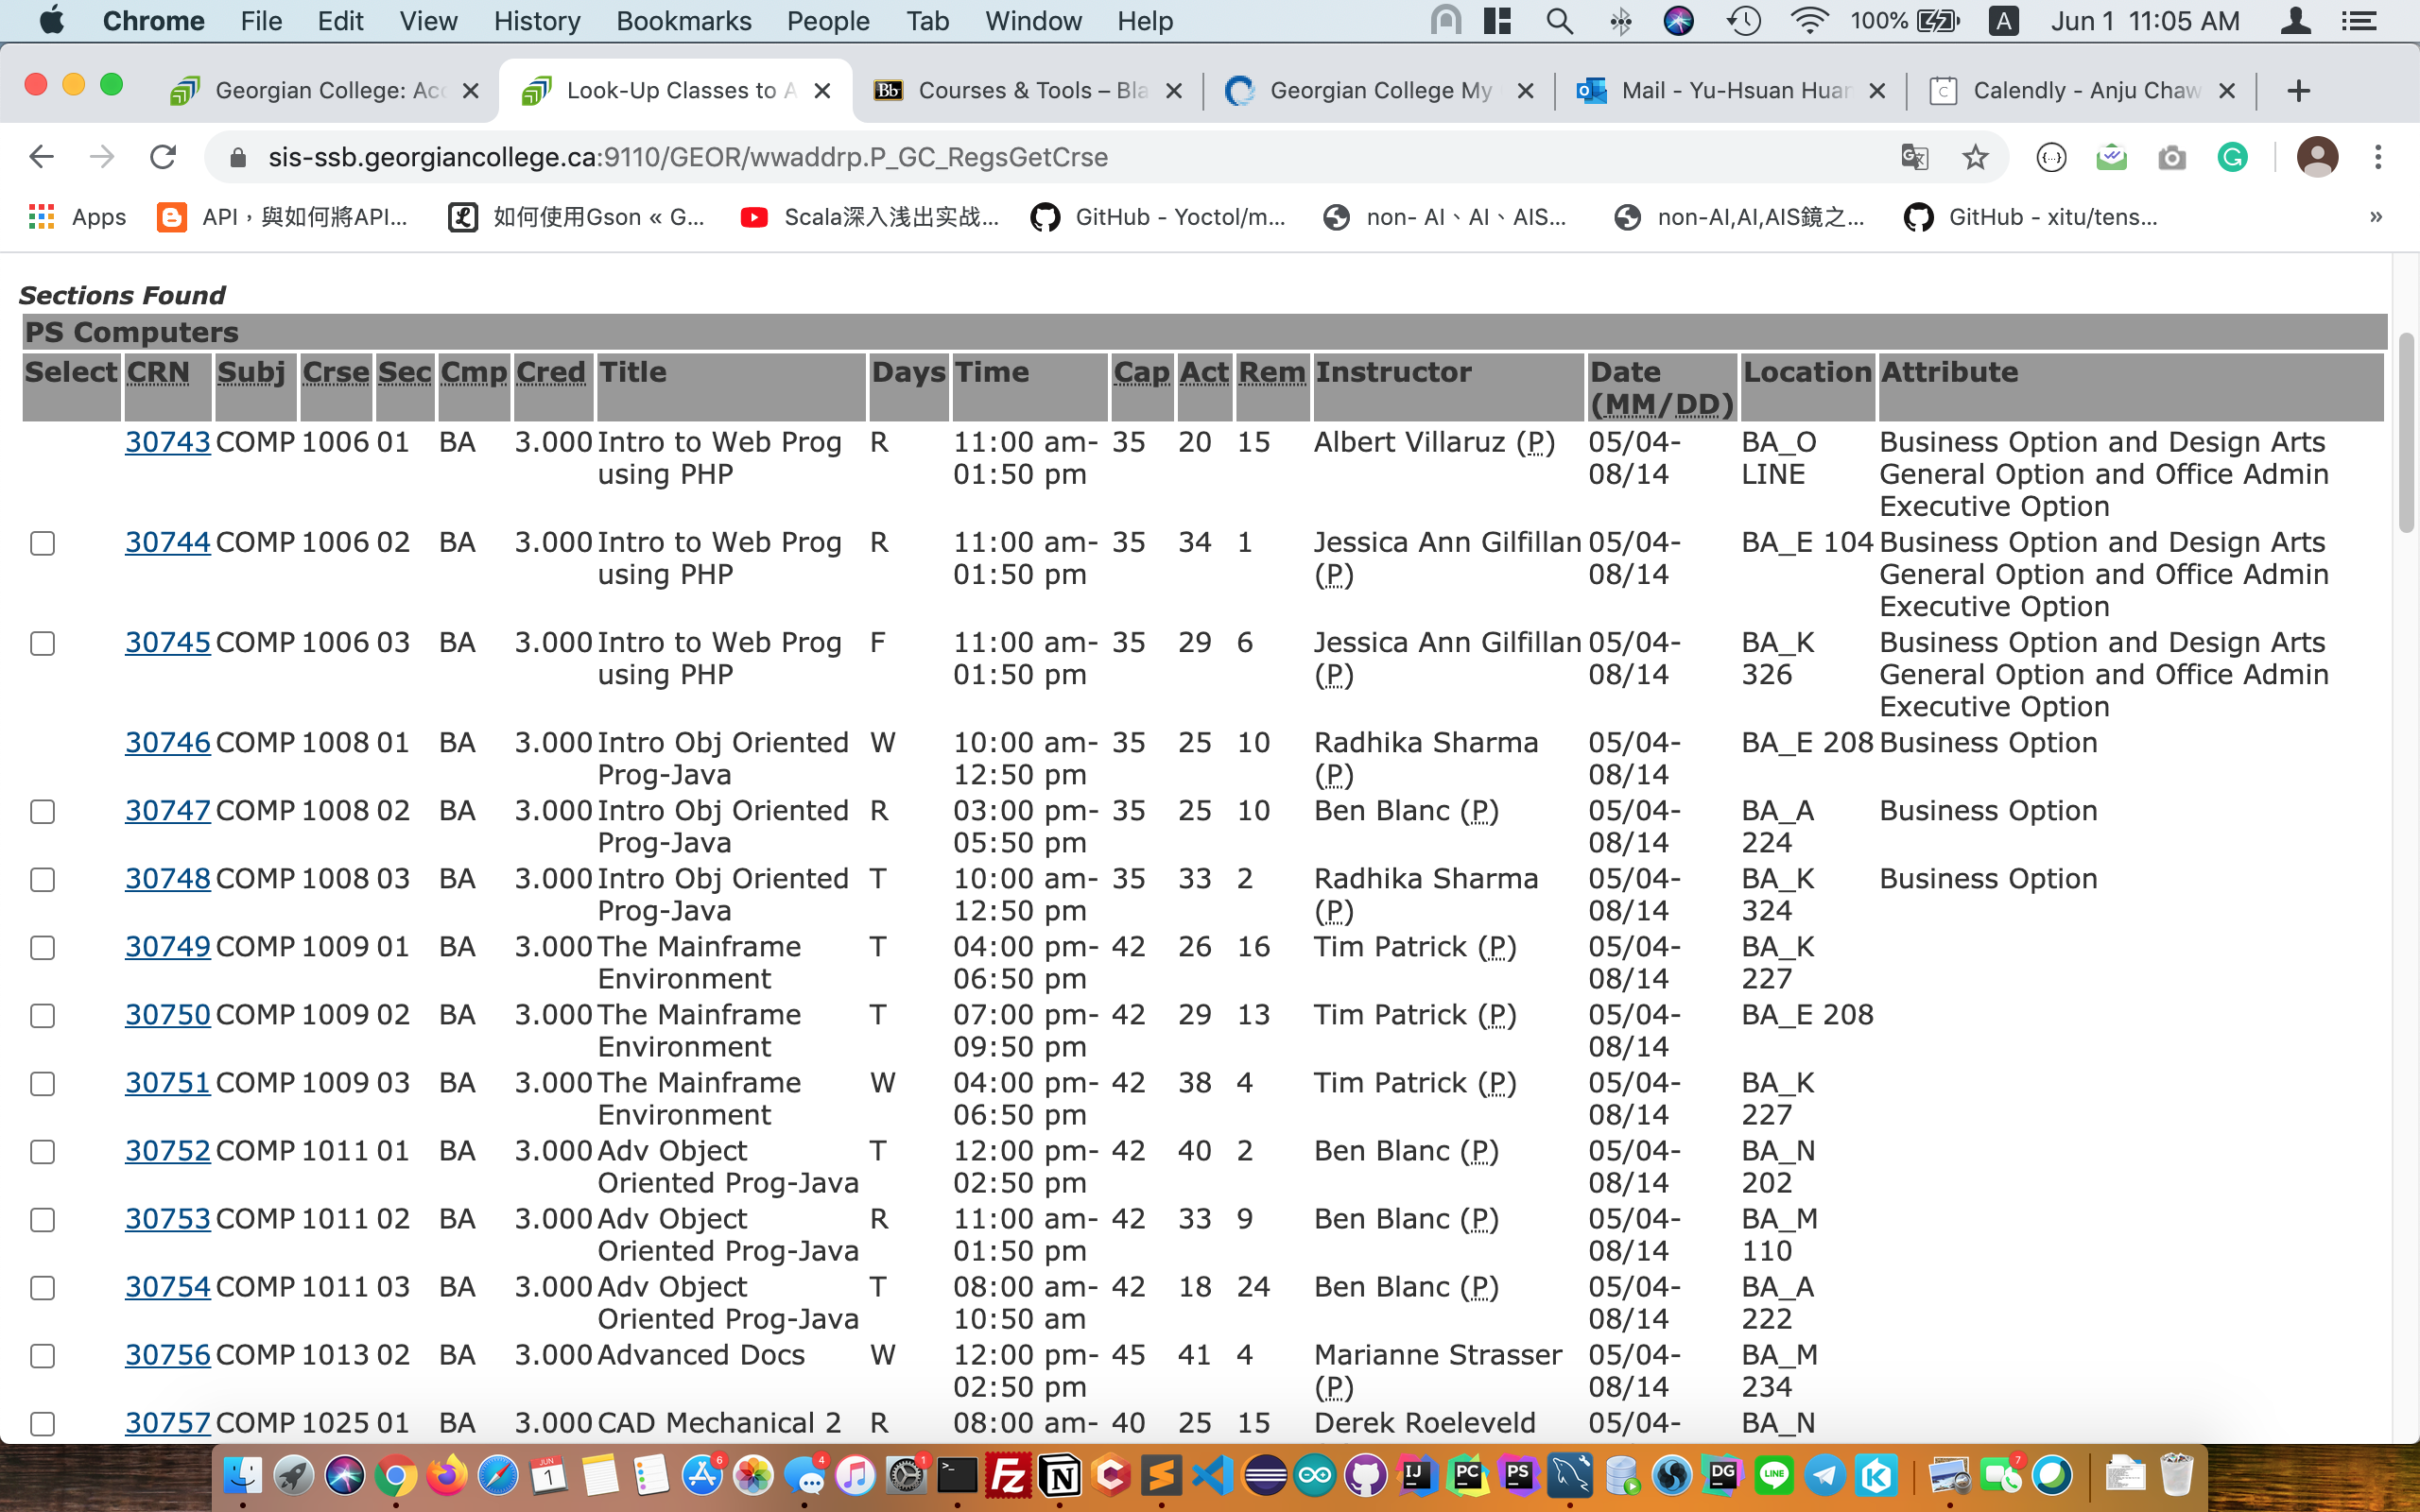 Chrome File Edit View History Bookmarks People Tab Window Help 100% A Jun 1 11:05 AM
Georgian College: Acc Look-Up Classes to A Bb Courses & Tools – Bla Georgian College My Mail - Yu-Hsuan Huan C Calendly - Anju Chaw
sis-ssb.georgiancollege.ca:9110/GEOR/wwaddrp.P_GC_RegsGetCrse
Apps API，與如何將API... 如何使用Gson « G... Scala深入浅出实战... GitHub - Yoctol/m... non- AI、AI、AIS... non-AI,AI,AIS鏡之... GitHub - xitu/tens... »
Sections Found
PS Computers
Select CRN Subj Crse Sec Cmp Cred Title Days Time Cap Act Rem Instructor Date Location Attribute
(MM/DD)
30743 COMP 1006 01 BA 3.000 Intro to Web Prog R 11:00 am- 35 20 15 Albert Villaruz (P) 05/04- BA_O Business Option and Design Arts
using PHP 01:50 pm 08/14 LINE General Option and Office Admin
Executive Option
30744 COMP 1006 02 BA 3.000 Intro to Web Prog R 11:00 am- 35 34 1 Jessica Ann Gilfillan 05/04- BA_E 104 Business Option and Design Arts
using PHP 01:50 pm (P) 08/14 General Option and Office Admin
Executive Option
30745 COMP 1006 03 BA 3.000 Intro to Web Prog F 11:00 am- 35 29 6 Jessica Ann Gilfillan 05/04- BA_K Business Option and Design Arts
using PHP 01:50 pm (P) 08/14 326 General Option and Office Admin
Executive Option
30746 COMP 1008 01 BA 3.000 Intro Obj Oriented W 10:00 am- 35 25 10 Radhika Sharma 05/04- BA_E 208 Business Option
Prog-Java 12:50 pm (P) 08/14
30747 COMP 1008 02 BA 3.000 Intro Obj Oriented R 03:00 pm- 35 25 10 Ben Blanc (P) 05/04- BA_A Business Option
Prog-Java 05:50 pm 08/14 224
30748 COMP 1008 03 BA 3.000 Intro Obj Oriented T 10:00 am- 35 33 2 Radhika Sharma 05/04- BA_K Business Option
Prog-Java 12:50 pm (P) 08/14 324
30749 COMP 1009 01 BA 3.000 The Mainframe T 04:00 pm- 42 26 16 Tim Patrick (P) 05/04- BA_K
Environment 06:50 pm 08/14 227
30750 COMP 1009 02 BA 3.000 The Mainframe T 07:00 pm- 42 29 13 Tim Patrick (P) 05/04- BA_E 208
Environment 09:50 pm 08/14
30751 COMP 1009 03 BA 3.000 The Mainframe W 04:00 pm- 42 38 4 Tim Patrick (P) 05/04- BA_K
Environment 06:50 pm 08/14 227
30752 COMP 1011 01 BA 3.000 Adv Object T 12:00 pm- 42 40 2 Ben Blanc (P) 05/04- BA_N
Oriented Prog-Java 02:50 pm 08/14 202
30753 COMP 1011 02 BA 3.000 Adv Object R 11:00 am- 42 33 9 Ben Blanc (P) 05/04- BA_M
Oriented Prog-Java 01:50 pm 08/14 110
30754 COMP 1011 03 BA 3.000 Adv Object T 08:00 am- 42 18 24 Ben Blanc (P) 05/04- BA_A
Oriented Prog-Java 10:50 am 08/14 222
30756 COMP 1013 02 BA 3.000 Advanced Docs W 12:00 pm- 45 41 4 Marianne Strasser 05/04- BA_M
02:50 pm (P) 08/14 234
30757 COMP 1025 01 BA 3.000 CAD Mechanical 2 R 08:00 am- 40 25 15 Derek Roeleveld 05/04- BA_N
JUN 1 6 4 1 Fz N C S IJ PC PS DG LINE K 7